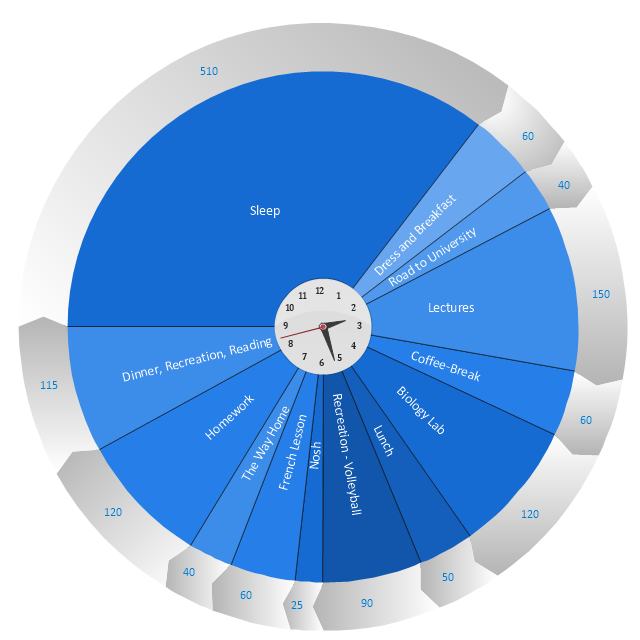 510
Sleep
60
Dress and Breakfast
40
Road to University
150
Lectures
60
Coffee-Break
120
Biology Lab
50
Lunch
90
Recreation - Volleyball
25
Nosh
60
French Lesson
40
The Way Home
120
Homework
115
Dinner, Recreation, Reading
12
1
2
3
4
5
6
7
8
9
10
11